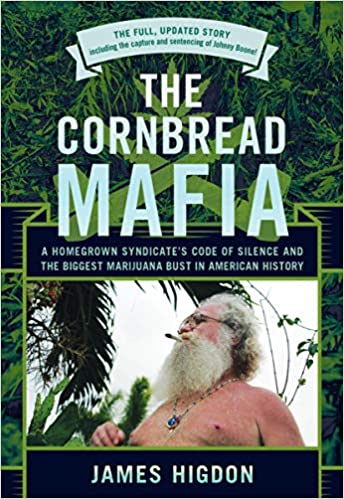 THE FULL, UPDATED STORY
including the capture and sentencing of Johnny Boone!
THE
CORNBREAD
MAFIA
A HOMEGROWN SYNDICATE'S CODE OF SILENCE AND
THE BIGGEST MARIJUANA BUST IN AMERICAN HISTORY
JAMES HIGDON